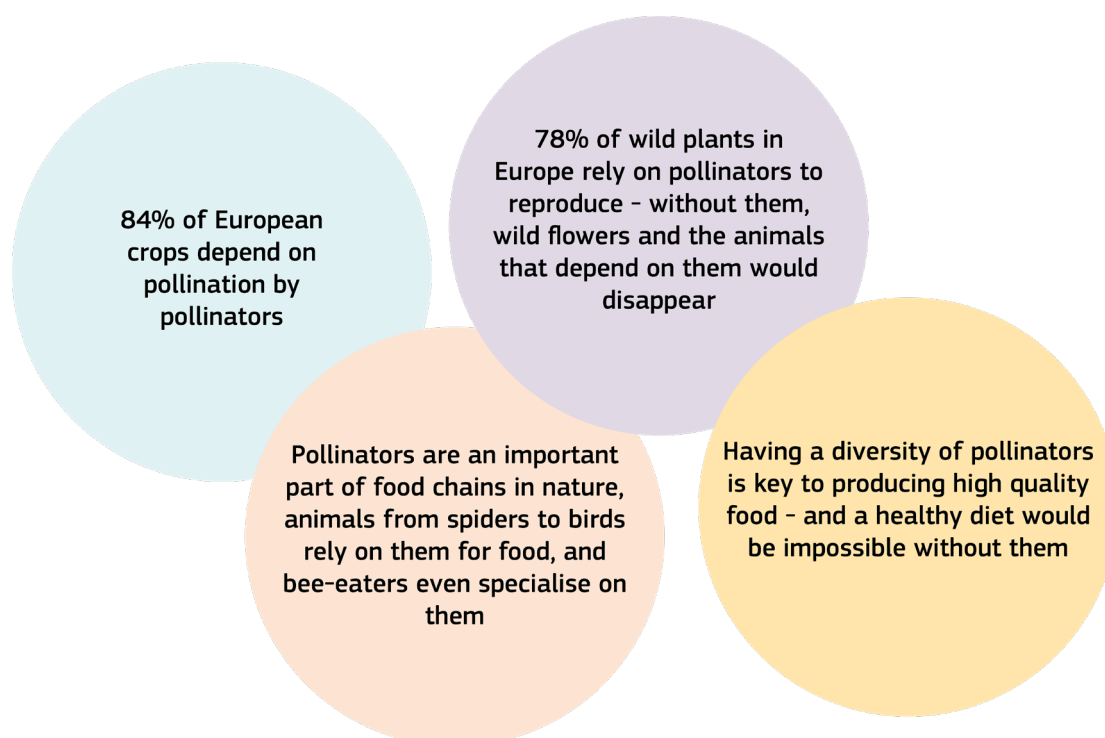 84% of European
crops depend on
pollination by
pollinators
78% of wild plants in
Europe rely on pollinators to
reproduce - without them,
wild flowers and the animals
that depend on them would
disappear
Pollinators are an important
part of food chains in nature,
animals from spiders to birds
rely on them for food, and
bee-eaters even specialise on
them
Having a diversity of pollinators
is key to producing high quality
food - and a healthy diet would
be impossible without them